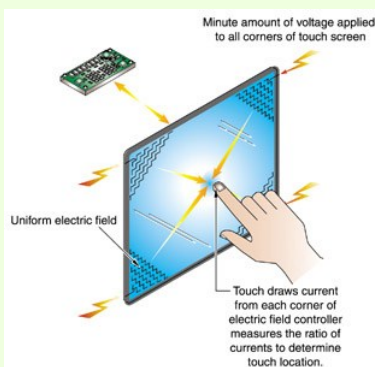 Minute amount of voltage applied
to all corners of touch screen
Uniform electric field
Touch draws current
from each corner of
electric field controller
measures the ratio of
currents to determine
touch location.